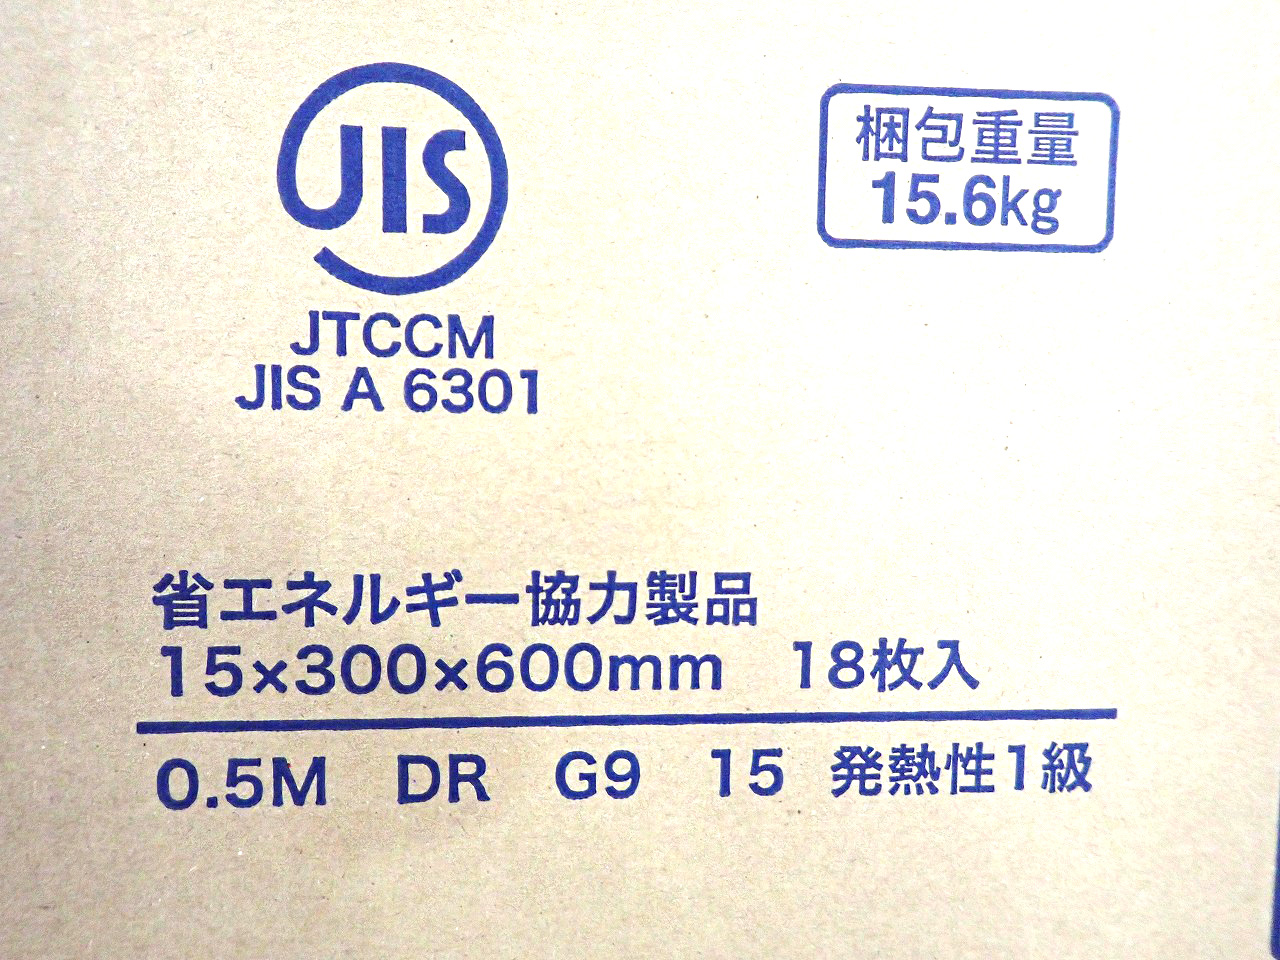 JIS
JTCCM
JIS A 6301
梱包重量
15.6kg
省エネルギー協力製品
15×300×600mm 18枚入
0.5M DR G9 15 発熱性1級